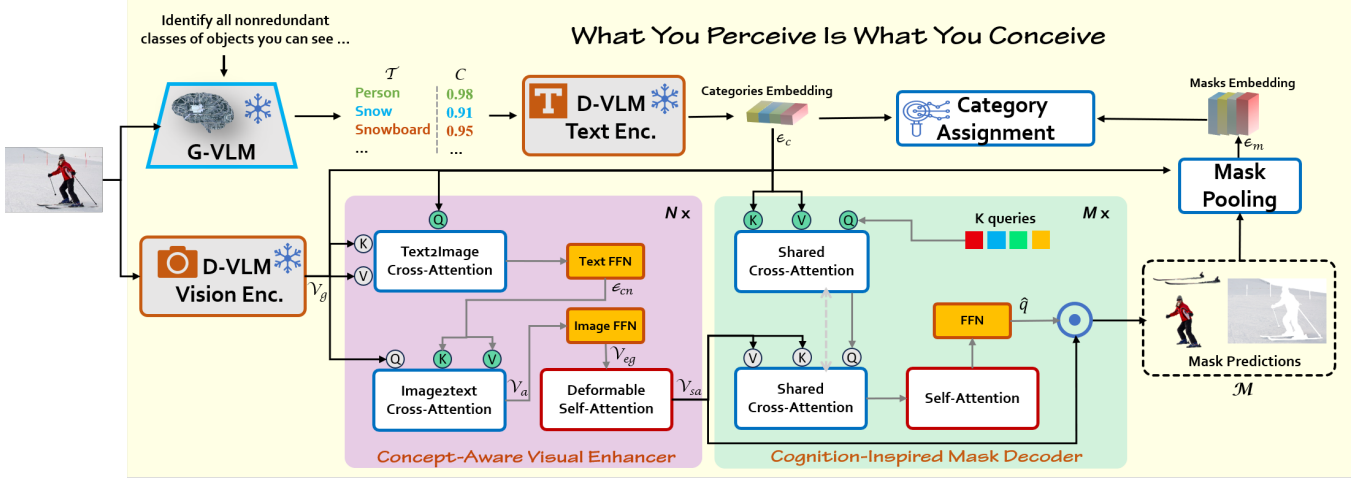 Identify all nonredundant
classes of objects you can see ...
What You Perceive Is What You Conceive
G-VLM
𝒯 C
Person 0.98
Snow 0.91
Snowboard 0.95
... ...
T
D-VLM
Text Enc.
Categories Embedding
ϵc
Category
Assignment
Masks Embedding
ϵm
Mask
Pooling
D-VLM
Vision Enc.
𝒱g
N x
Q
K
V
Text2Image
Cross-Attention
Text FFN
ϵcn
Image FFN
𝒱eg
Q
K
V
Image2text
Cross-Attention
𝒱a
Deformable
Self-Attention
𝒱sa
Concept-Aware Visual Enhancer
M x
K
V
Q
K queries
Shared
Cross-Attention
V
K
Q
Shared
Cross-Attention
FFN
q̂
Self-Attention
Cognition-Inspired Mask Decoder
Mask Predictions
ℳ